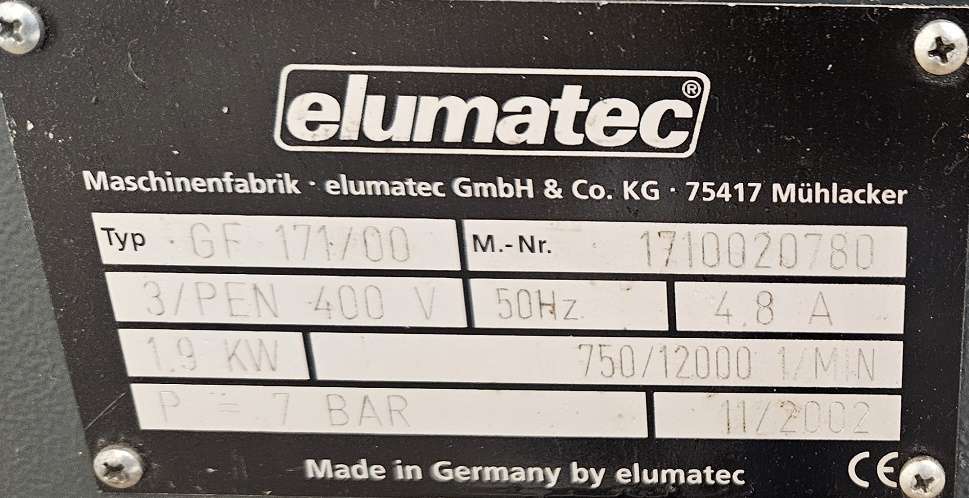 elumatec®
Maschinenfabrik · elumatec GmbH & Co. KG · 75417 Mühlacker
Typ GF 171/00 M.-Nr. 1710020780
3/PEN 400 V 50Hz 4.8 A
1.9 KW 750/12000 1/MIN
P = 7 BAR 11/2002
Made in Germany by elumatec CE